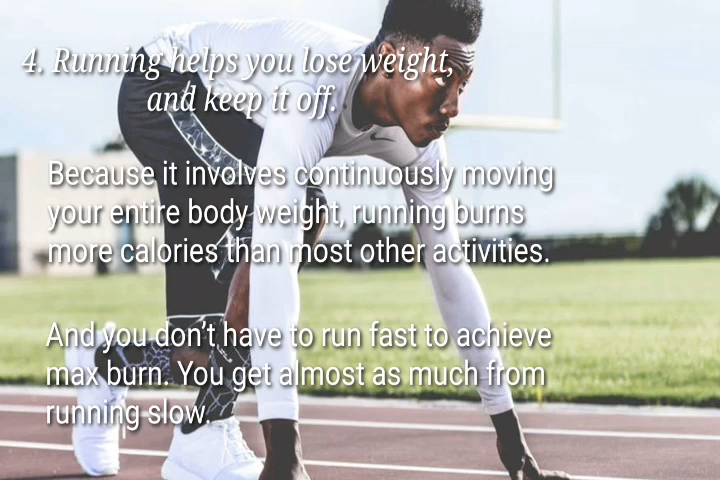 4. Running helps you lose weight,
and keep it off.
Because it involves continuously moving
your entire body weight, running burns
more calories than most other activities.
And you don't have to run fast to achieve
max burn. You get almost as much from
running slow.